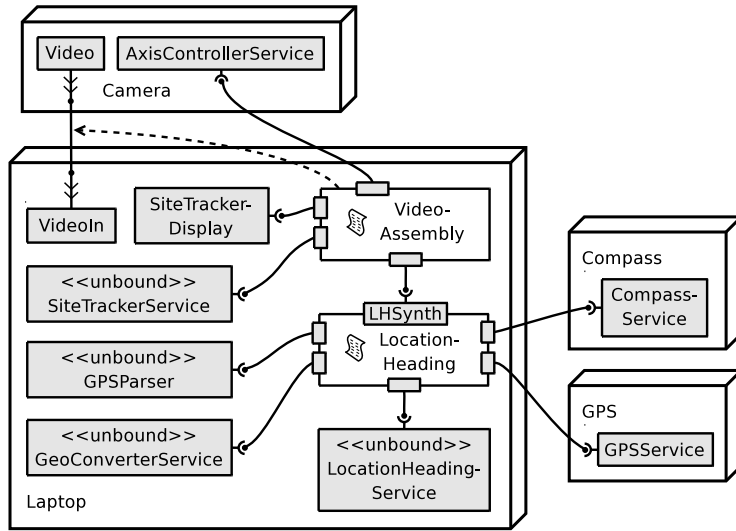 Video
AxisControllerService
Camera
VideoIn
SiteTracker-
Display
Video-
Assembly
<<unbound>>
SiteTrackerService
LHSynth
Location-
Heading
<<unbound>>
GPSParser
<<unbound>>
GeoConverterService
<<unbound>>
LocationHeading-
Service
Laptop
Compass
Compass-
Service
GPS
GPSService